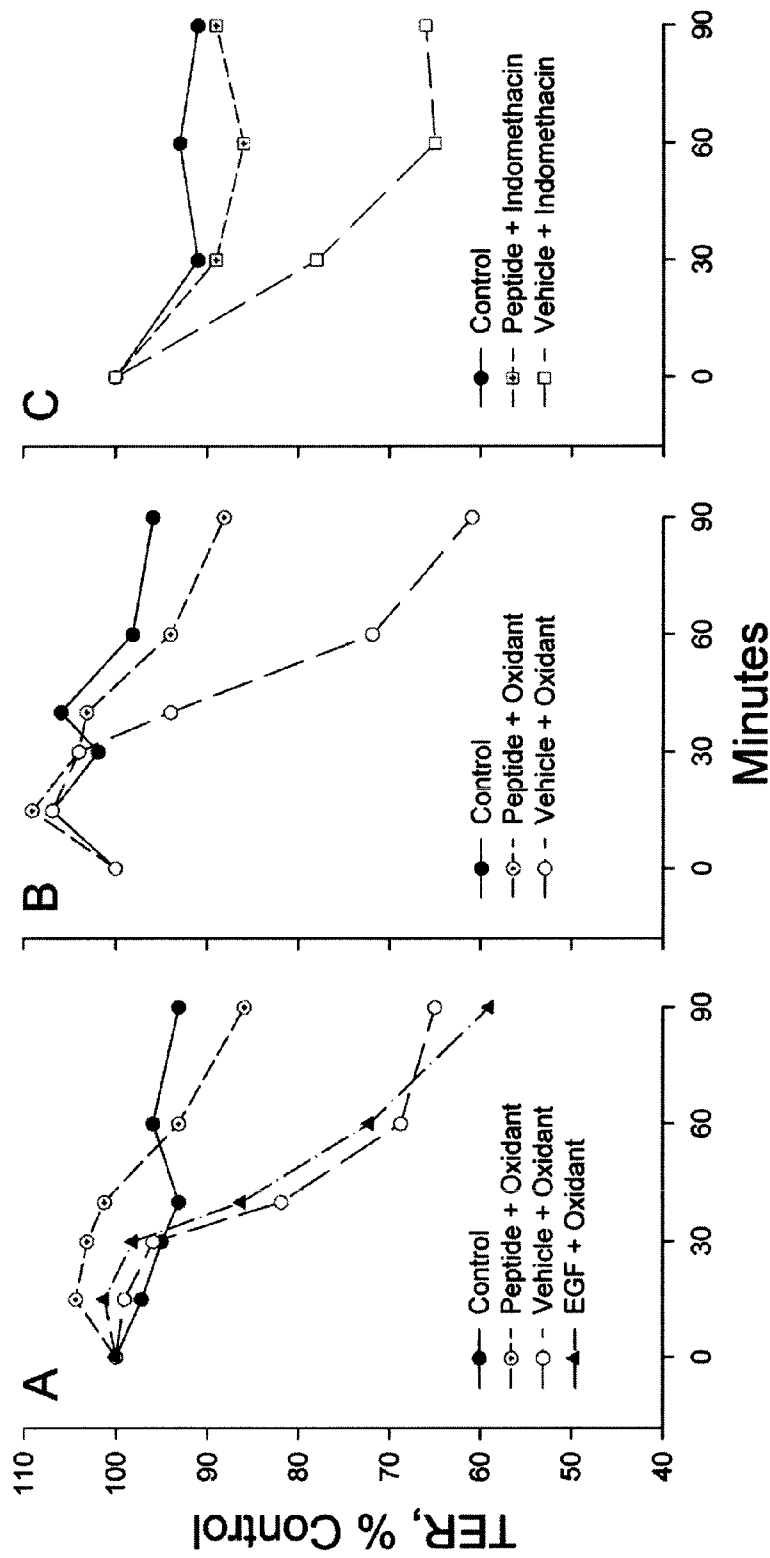 TER, % Control
110
100
90
80
70
60
50
40
A
Control
Peptide + Oxidant
Vehicle + Oxidant
EGF + Oxidant
0
30
60
90
B
Control
Peptide + Oxidant
Vehicle + Oxidant
0
30
60
90
C
Control
Peptide + Indomethacin
Vehicle + Indomethacin
0
30
60
90
Minutes